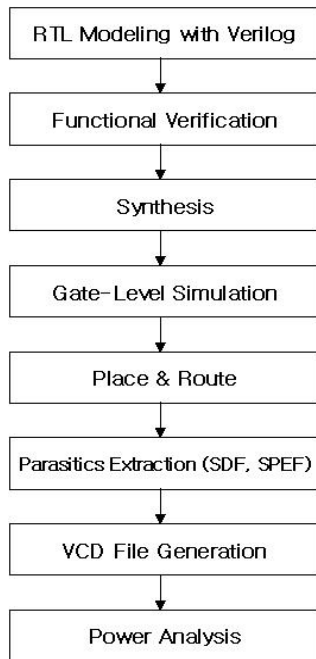 RTL Modeling with Verilog
Functional Verification
Synthesis
Gate-Level Simulation
Place & Route
Parasitics Extraction (SDF, SPEF)
VCD File Generation
Power Analysis